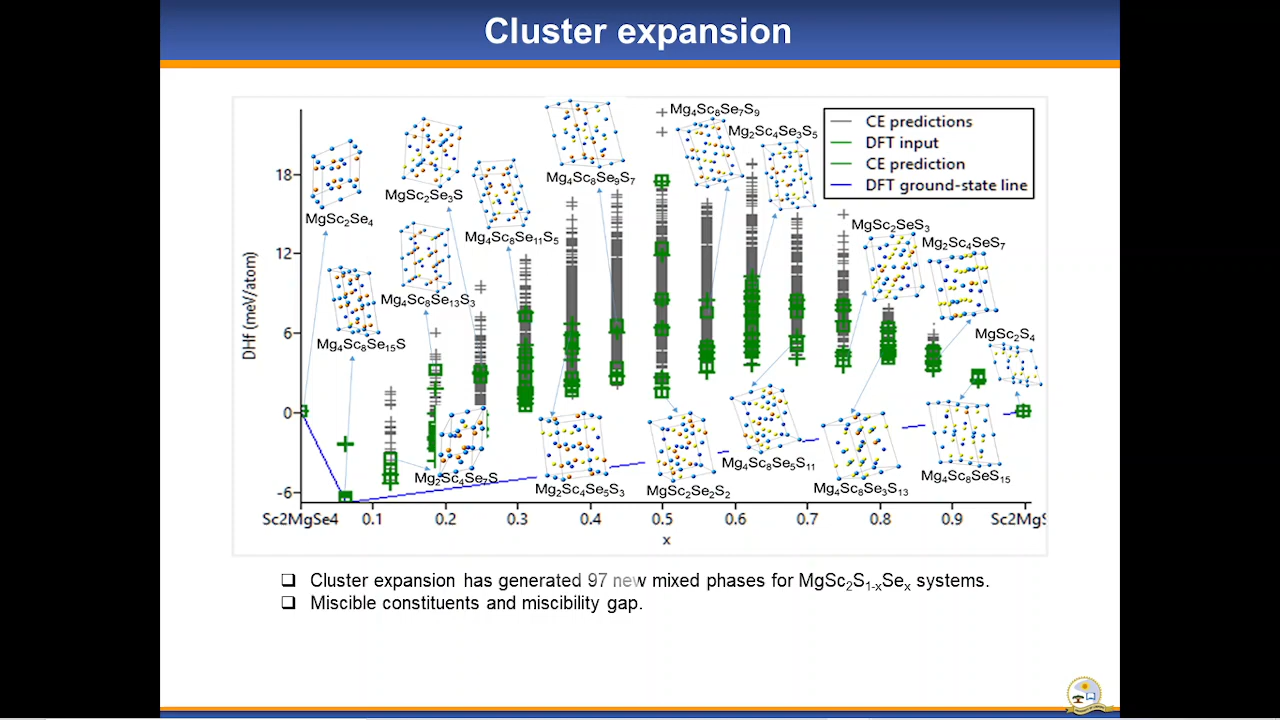 Cluster expansion
Mg4Sc8Se7S9
Mg2Sc4Se3S5
CE predictions
DFT input
CE prediction
DFT ground-state line
18
Mg4Sc8Se9S7
MgSc2Se3S
MgSc2Se4
Mg4Sc8Se11S5
MgSc2SeS3
Mg2Sc4SeS7
12
DHf (meV/atom)
Mg4Sc8Se13S3
6
Mg4Sc8Se15S
MgSc2S4
0
Mg2Sc4Se7S
Mg4Sc8Se5S11
Mg4Sc8SeS15
-6
Mg2Sc4Se5S3
MgSc2Se2S2
Mg4Sc8Se3S13
Sc2MgSe4 0.1 0.2 0.3 0.4 0.5 0.6 0.7 0.8 0.9 Sc2MgS
x
❑ Cluster expansion has generated 97 new mixed phases for MgSc2S1-xSex systems.
❑ Miscible constituents and miscibility gap.